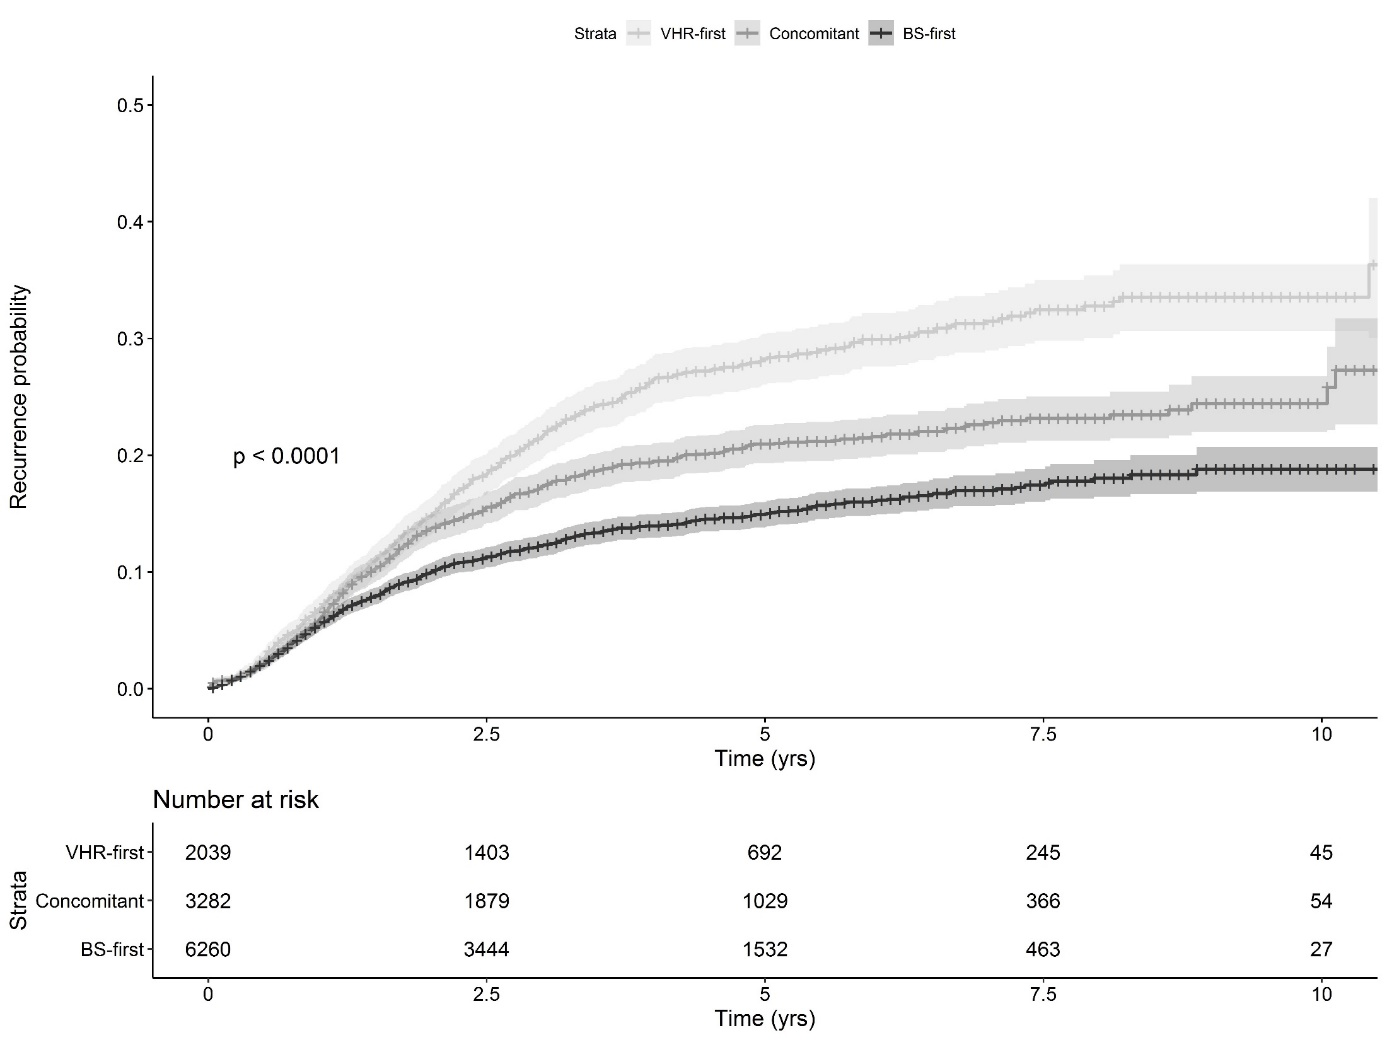 Strata VHR-first Concomitant BS-first
Recurrence probability
0.5
0.4
0.3
0.2
0.1
0.0
p < 0.0001
0 2.5 5 7.5 10
Time (yrs)
Number at risk
Strata
VHR-first 2039 1403 692 245 45
Concomitant 3282 1879 1029 366 54
BS-first 6260 3444 1532 463 27
0 2.5 5 7.5 10
Time (yrs)